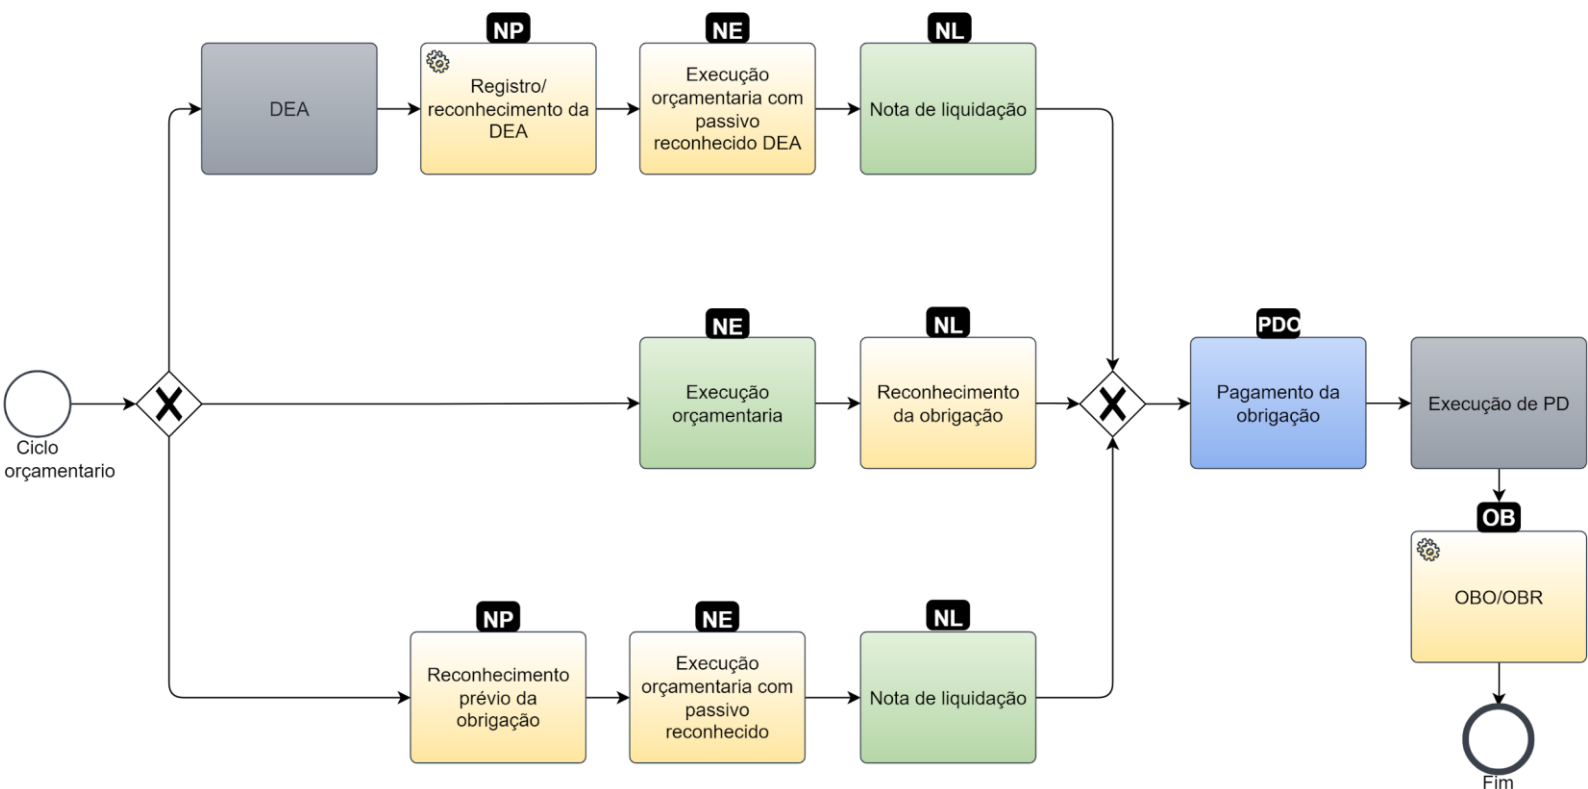 NP
NE
NL
DEA
Registro/
reconhecimento da
DEA
Execução
orçamentaria com
passivo
reconhecido DEA
Nota de liquidação
Ciclo
orçamentario
NE
NL
PDO
Execução
orçamentaria
Reconhecimento
da obrigação
Pagamento da
obrigação
Execução de PD
OB
OBO/OBR
Fim
NP
NE
NL
Reconhecimento
prévio da
obrigação
Execução
orçamentaria com
passivo
reconhecido
Nota de liquidação